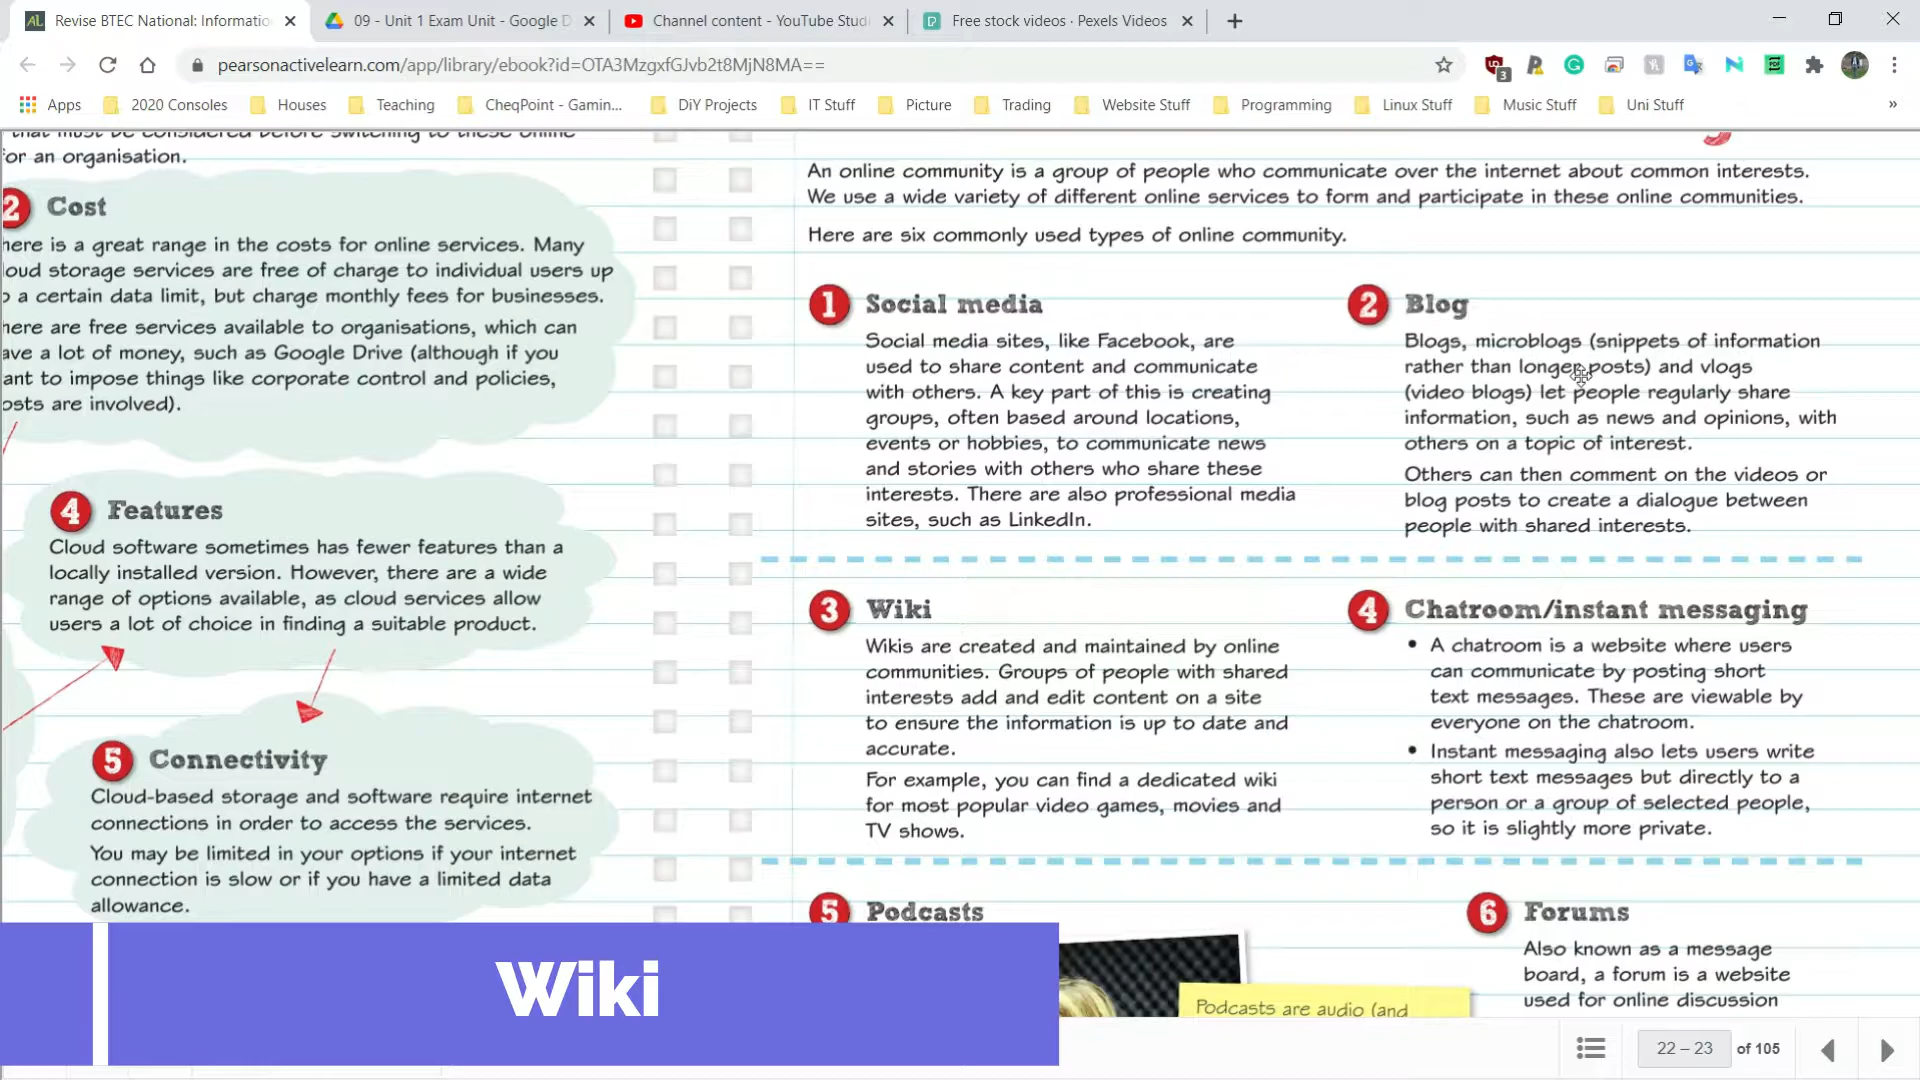 Revise BTEC National: Informatio
09 - Unit 1 Exam Unit - Google D
Channel content - YouTube Studi
Free stock videos · Pexels Videos
pearsonactivelearn.com/app/library/ebook?id=OTA3MzgxfGJvb2t8MjN8MA==
3
Apps
2020 Consoles
Houses
Teaching
CheqPoint - Gamin...
DiY Projects
IT Stuff
Picture
Trading
Website Stuff
Programming
Linux Stuff
Music Stuff
Uni Stuff
»
that must be considered before switching to these online
for an organisation.
2 Cost
here is a great range in the costs for online services. Many
loud storage services are free of charge to individual users up
o a certain data limit, but charge monthly fees for businesses.
here are free services available to organisations, which can
ave a lot of money, such as Google Drive (although if you
ant to impose things like corporate control and policies,
osts are involved).
4 Features
Cloud software sometimes has fewer features than a
locally installed version. However, there are a wide
range of options available, as cloud services allow
users a lot of choice in finding a suitable product.
5 Connectivity
Cloud-based storage and software require internet
connections in order to access the services.
You may be limited in your options if your internet
connection is slow or if you have a limited data
allowance.
An online community is a group of people who communicate over the internet about common interests.
We use a wide variety of different online services to form and participate in these online communities.
Here are six commonly used types of online community.
1 Social media
Social media sites, like Facebook, are
used to share content and communicate
with others. A key part of this is creating
groups, often based around locations,
events or hobbies, to communicate news
and stories with others who share these
interests. There are also professional media
sites, such as LinkedIn.
2 Blog
Blogs, microblogs (snippets of information
rather than longer posts) and vlogs
(video blogs) let people regularly share
information, such as news and opinions, with
others on a topic of interest.
Others can then comment on the videos or
blog posts to create a dialogue between
people with shared interests.
3 Wiki
Wikis are created and maintained by online
communities. Groups of people with shared
interests add and edit content on a site
to ensure the information is up to date and
accurate.
For example, you can find a dedicated wiki
for most popular video games, movies and
TV shows.
4 Chatroom/instant messaging
• A chatroom is a website where users
can communicate by posting short
text messages. These are viewable by
everyone on the chatroom.
• Instant messaging also lets users write
short text messages but directly to a
person or a group of selected people,
so it is slightly more private.
5 Podcasts
Podcasts are audio (and
6 Forums
Also known as a message
board, a forum is a website
used for online discussion
Wiki
22 – 23 of 105